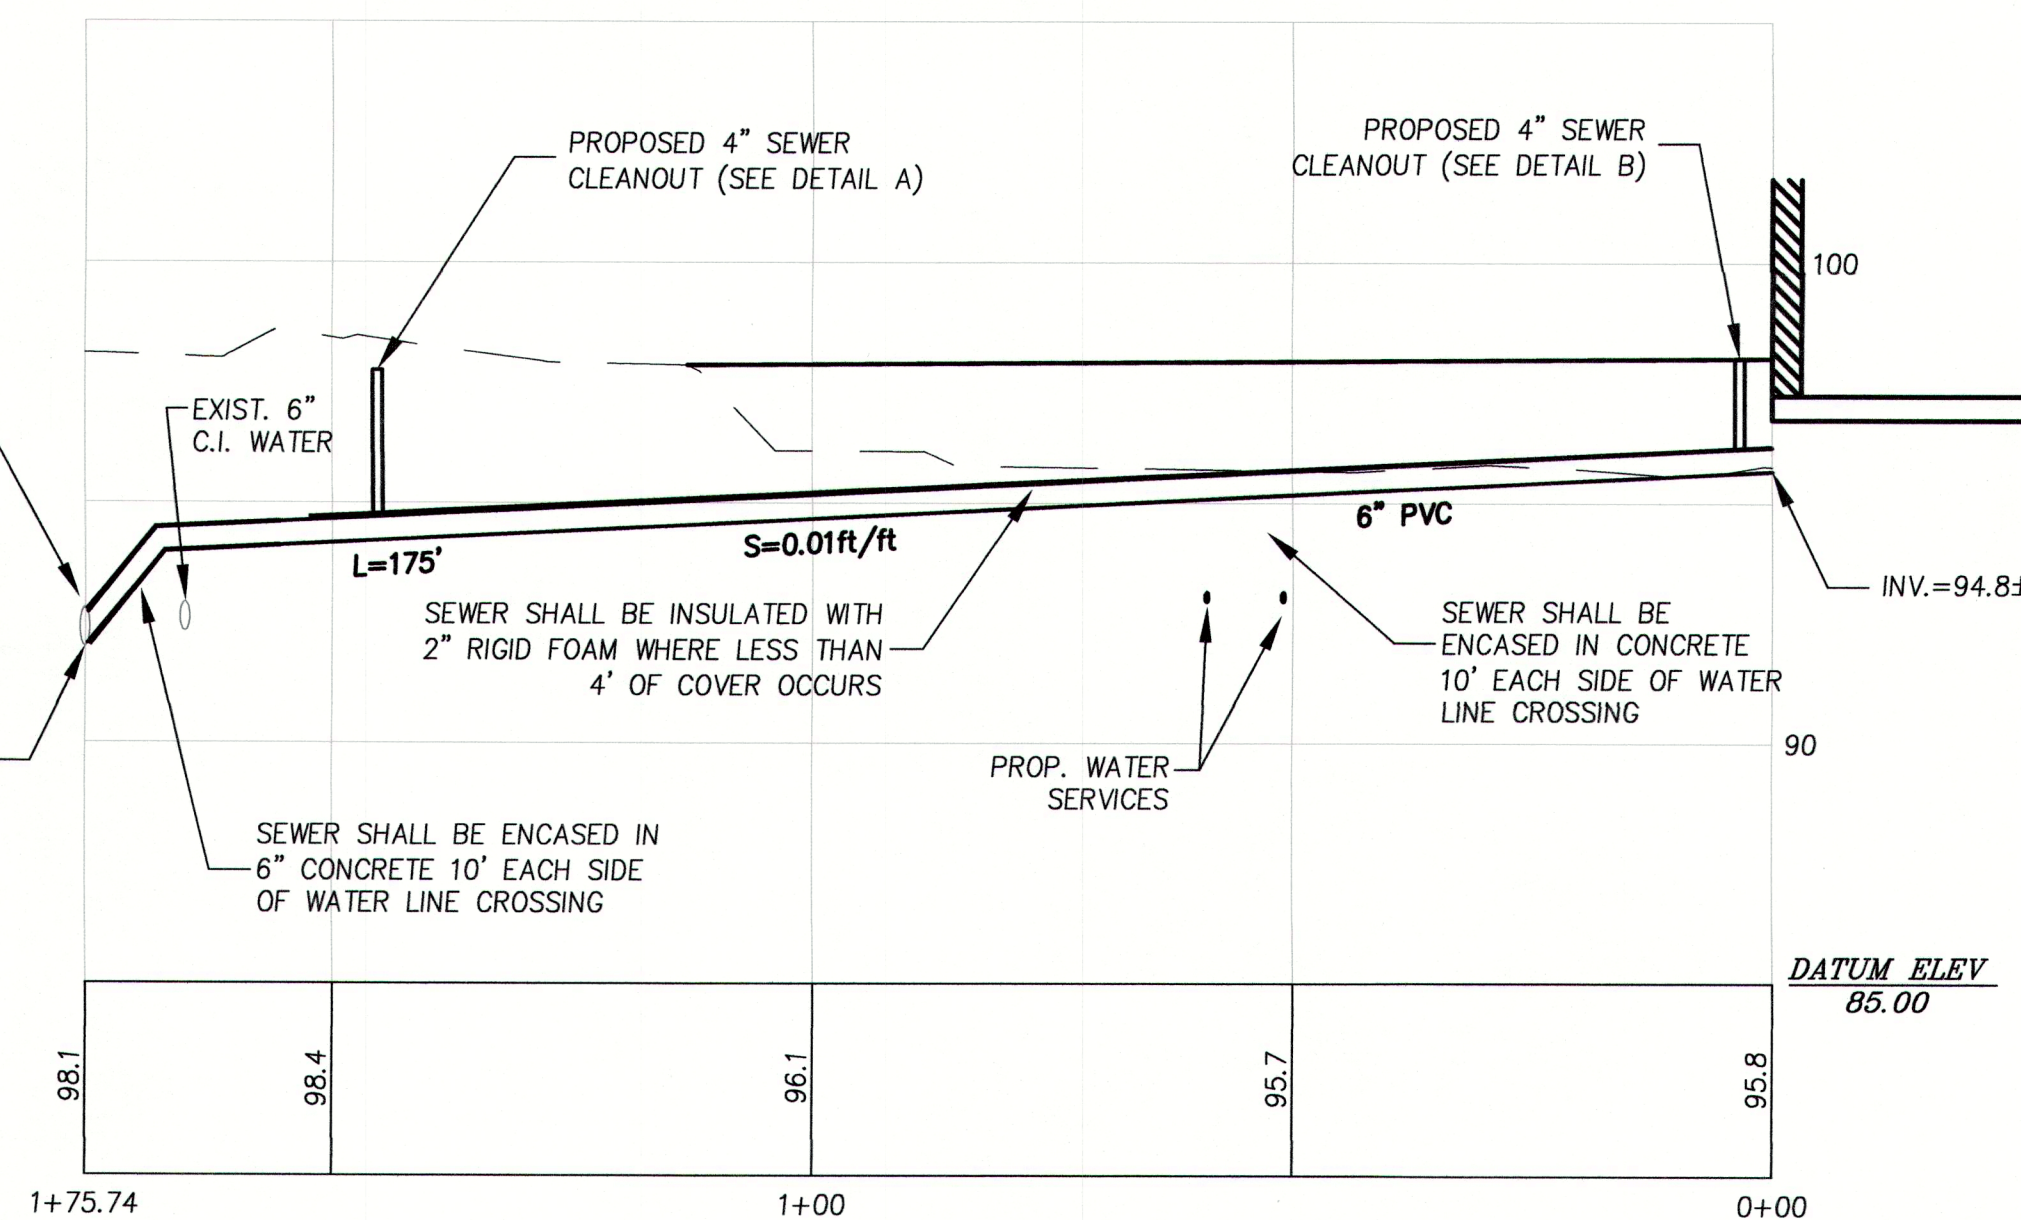 PROPOSED 4" SEWER
CLEANOUT (SEE DETAIL A)
PROPOSED 4" SEWER
CLEANOUT (SEE DETAIL B)
100
EXIST. 6"
C.I. WATER
L=175'
S=0.01ft/ft
6" PVC
INV.=94.8±
SEWER SHALL BE INSULATED WITH
2" RIGID FOAM WHERE LESS THAN
4' OF COVER OCCURS
SEWER SHALL BE
ENCASED IN CONCRETE
10' EACH SIDE OF WATER
LINE CROSSING
90
PROP. WATER
SERVICES
SEWER SHALL BE ENCASED IN
6" CONCRETE 10' EACH SIDE
OF WATER LINE CROSSING
DATUM ELEV
85.00
98.1
98.4
96.1
95.7
95.8
1+75.74
1+00
0+00